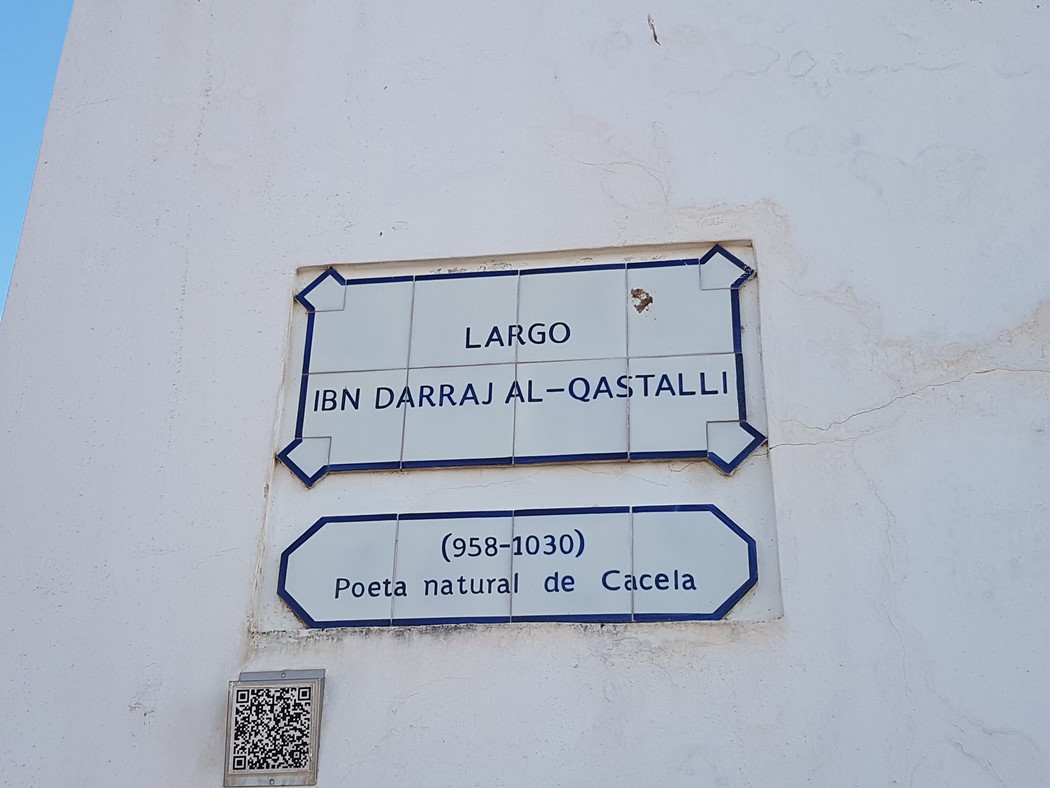 LARGO
IBN DARRAJ AL-QASTALLI
(958-1030)
Poeta natural de Cacela